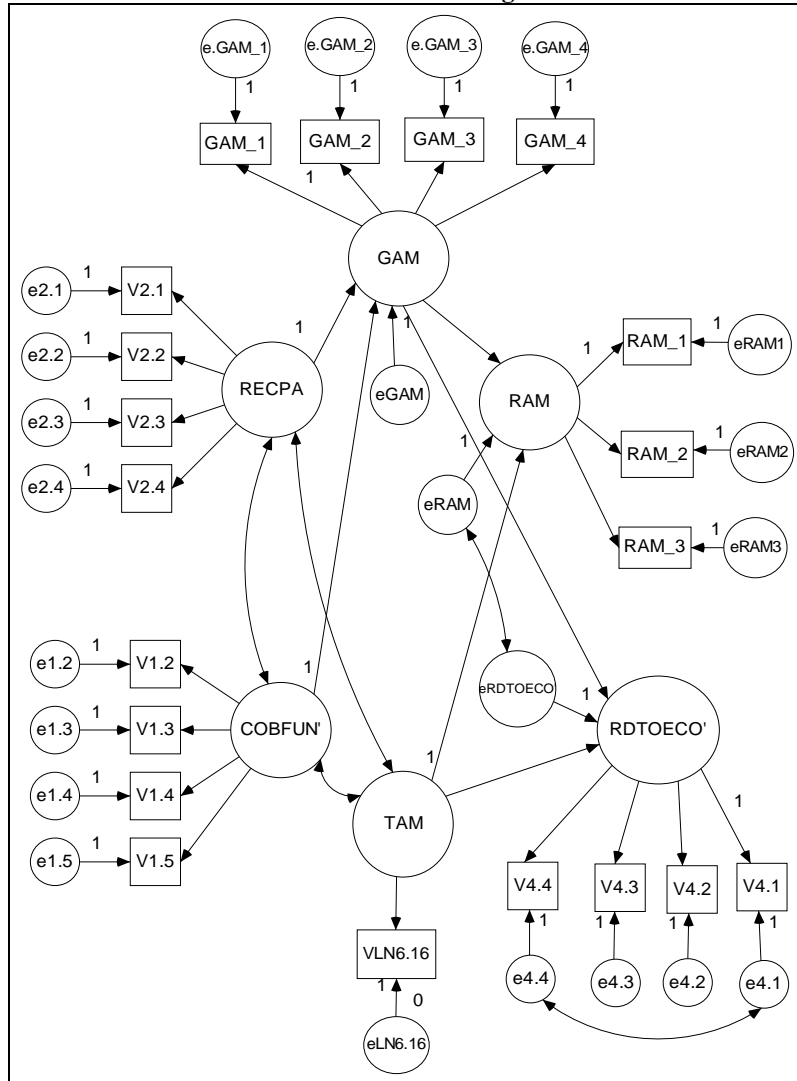 e.GAM_1 e.GAM_2 e.GAM_3 e.GAM_4
1 1 1 1
GAM_1 GAM_2 GAM_3 GAM_4
1
GAM
e2.1 1 V2.1
e2.2 1 V2.2
e2.3 1 V2.3
e2.4 1 V2.4
1
RECPA
1
eGAM
RAM
1 RAM_1 1 eRAM1
RAM_2 1 eRAM2
RAM_3 1 eRAM3
1
eRAM
eRDTOECO 1
e1.2 1 V1.2
e1.3 1 V1.3
e1.4 1 V1.4
e1.5 1 V1.5
1
COBFUN'
1
TAM
RDTOECO'
1
V4.4 V4.3 V4.2 V4.1
1 1 1 1
e4.4 e4.3 e4.2 e4.1
VLN6.16
1
0
eLN6.16